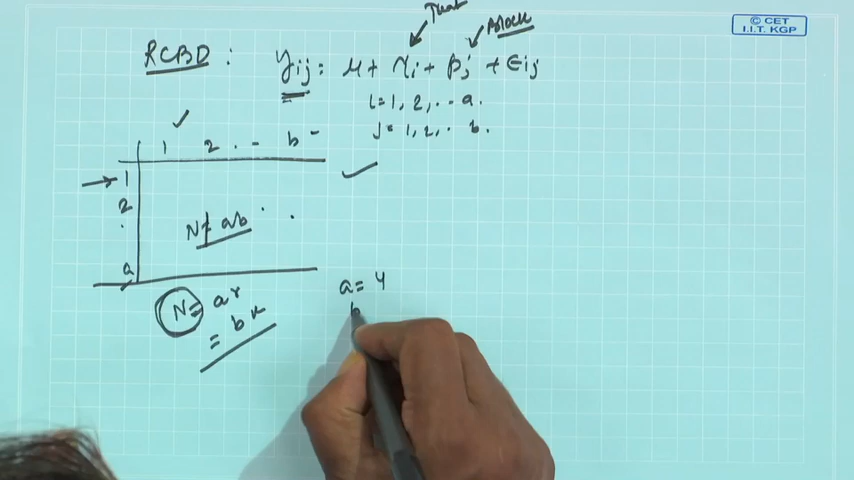 Treat
Block
© CET
I.I.T. KGP
RCBD : yij = μ + τi + βj + ϵij
i = 1, 2, .. a.
j = 1, 2, .. b.
1 2 . - b
1
2
.
a
N ≠ ab
N = ar
= bk
a = 4
b